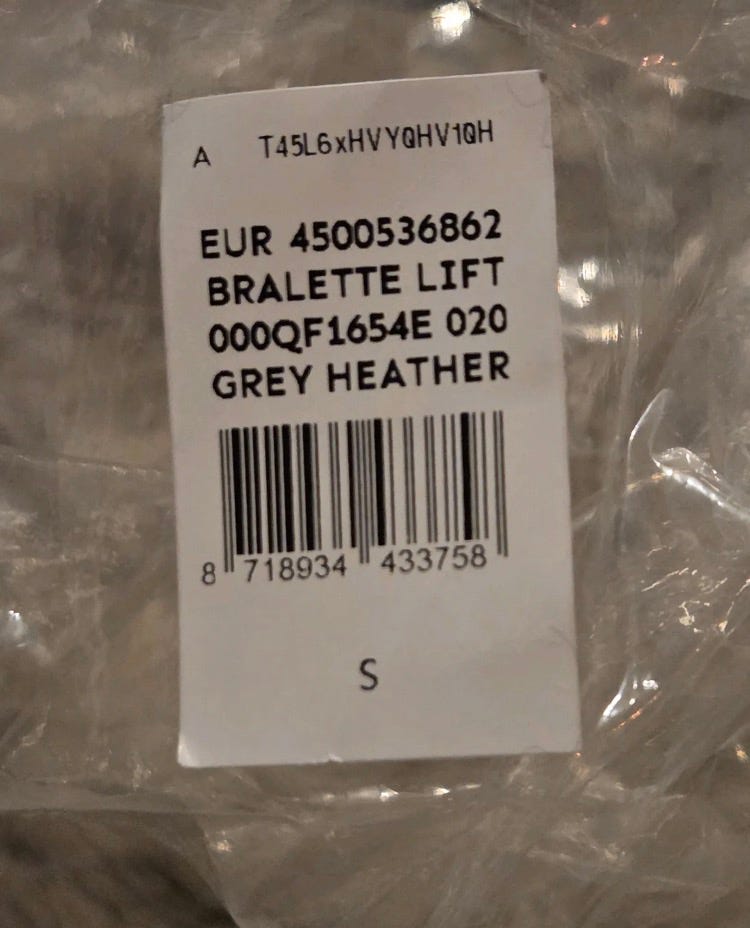 A T45L6xHVYQHV1QH
EUR 4500536862
BRALETTE LIFT
000QF1654E 020
GREY HEATHER
8 718934 433758
S